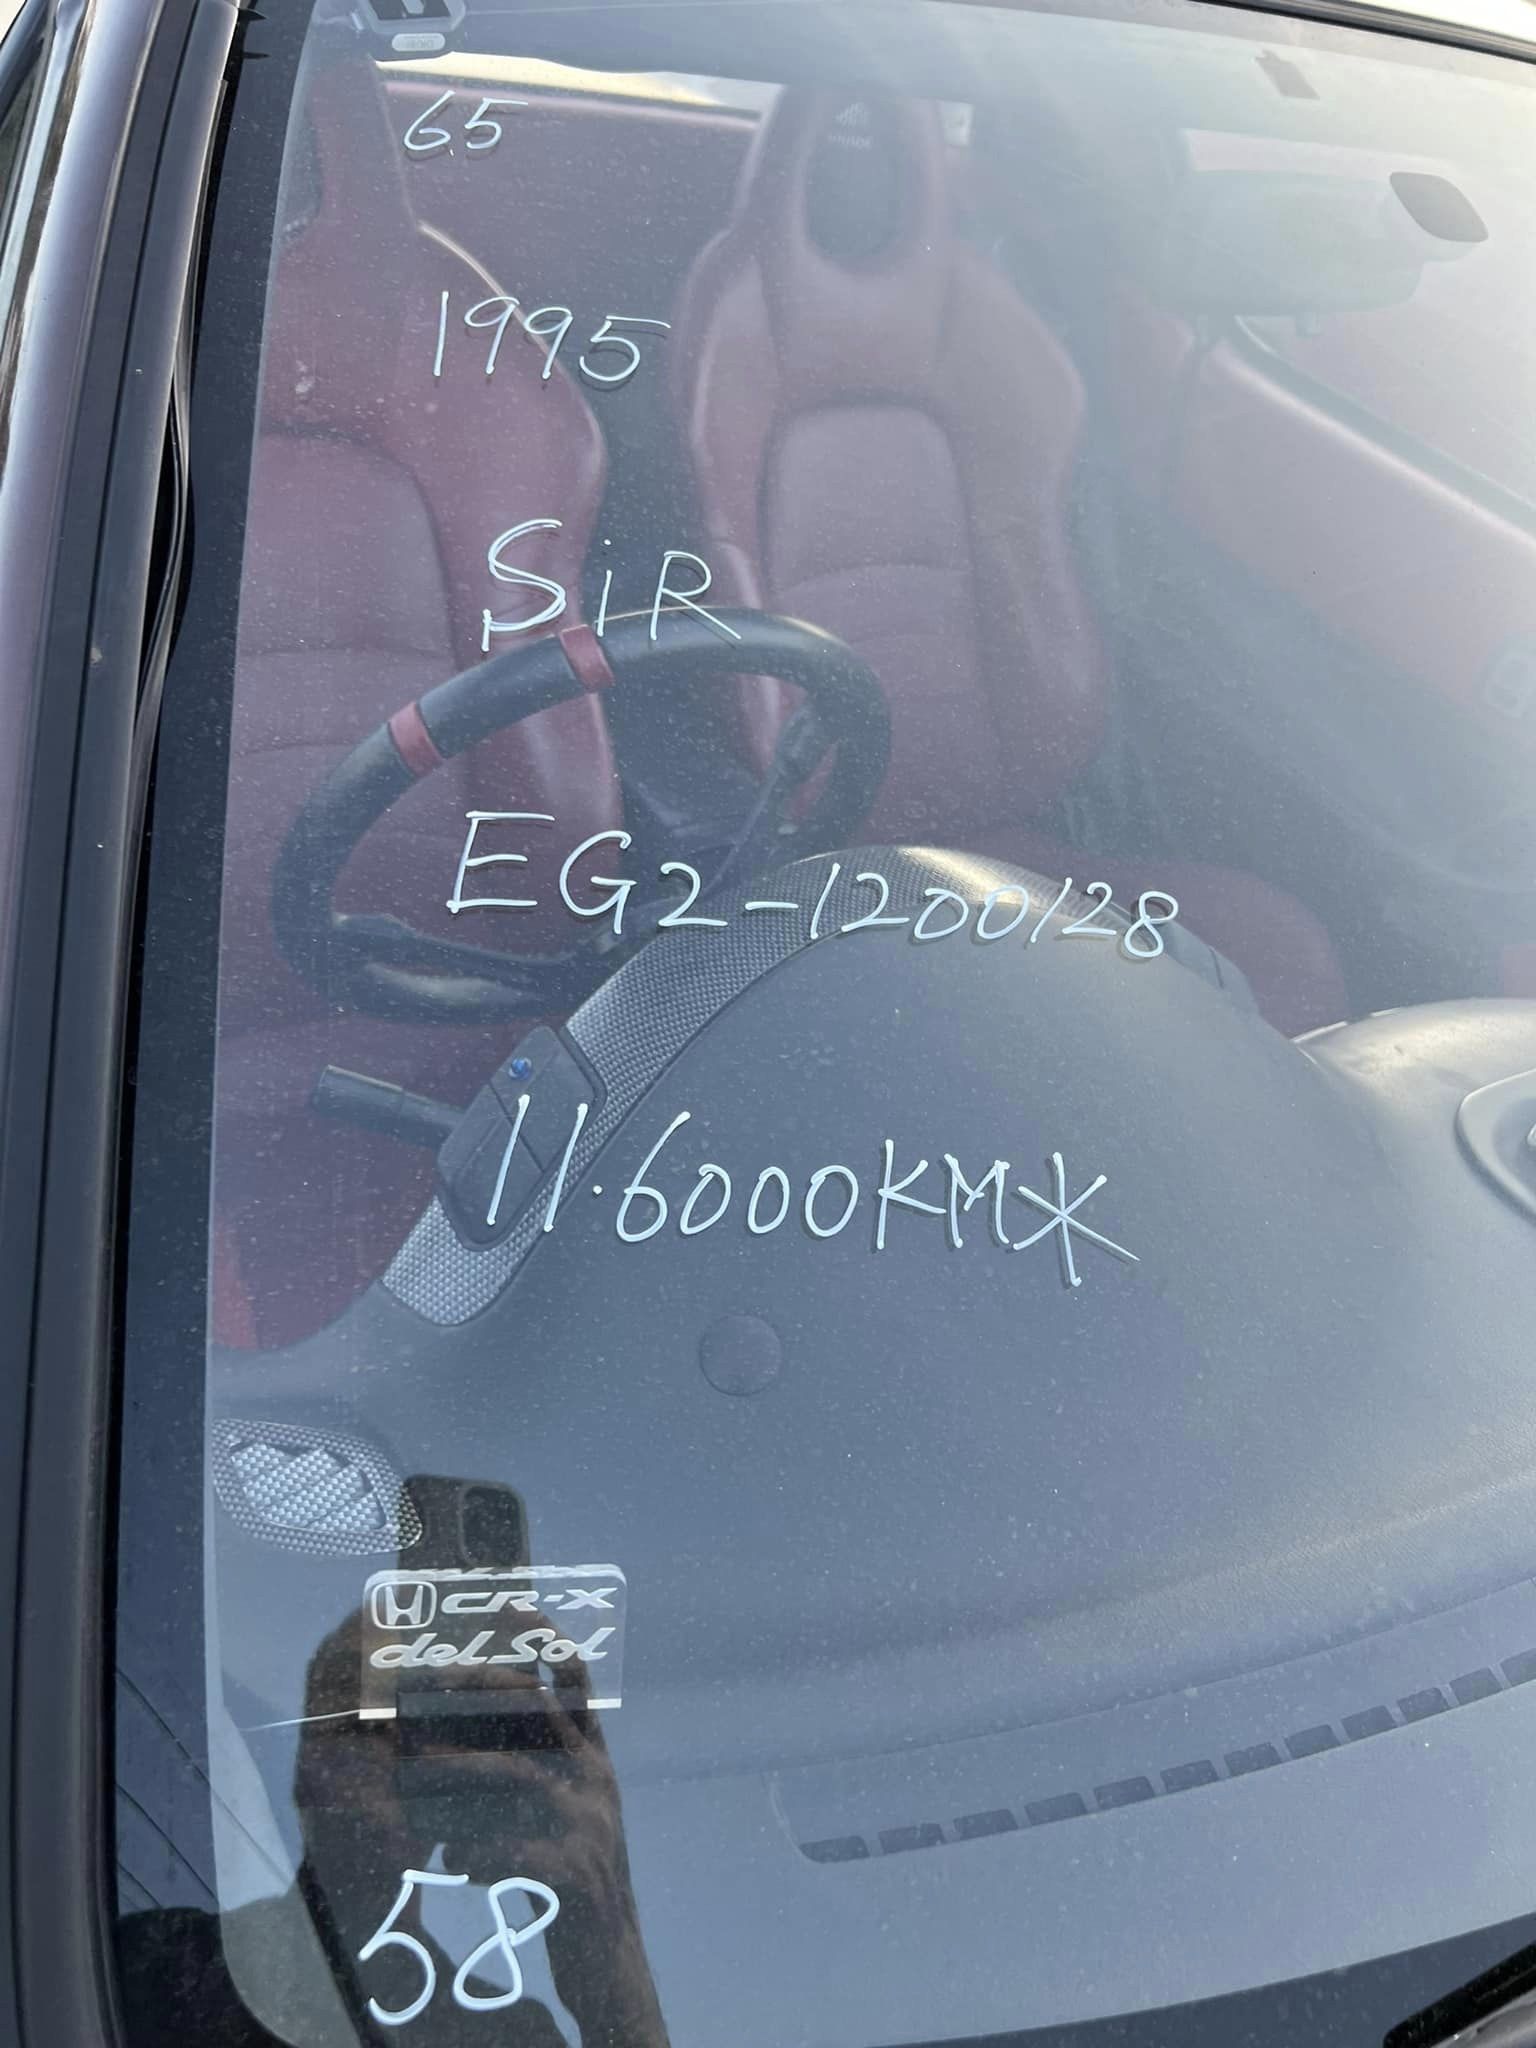 65
1995
SiR
EG2-1200128
11.6000KM*
CR-X
del Sol
58